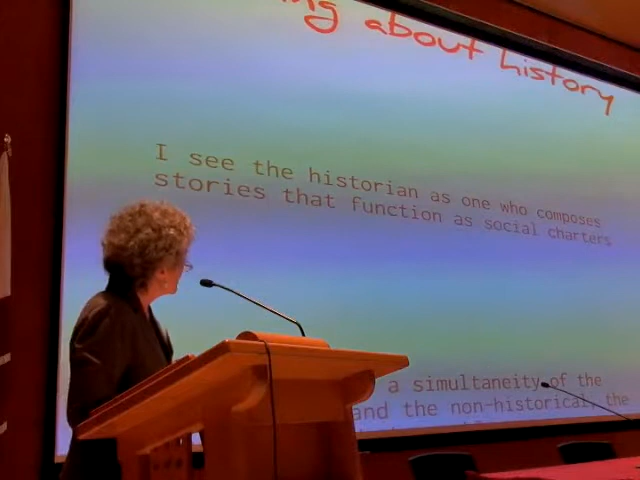 about history
I see the historian as one who composes
stories that function as social charters
a simultaneity of the
and the non-historical, the